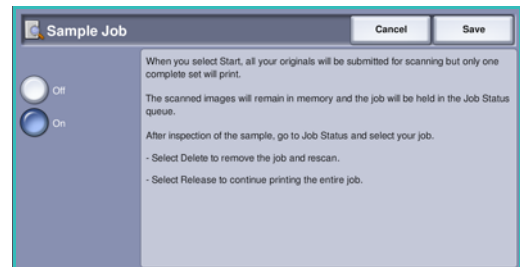 Sample Job
Cancel
Save
Off
On
When you select Start, all your originals will be submitted for scanning but only one
complete set will print.
The scanned images will remain in memory and the job will be held in the Job Status
queue.
After inspection of the sample, go to Job Status and select your job.
- Select Delete to remove the job and rescan.
- Select Release to continue printing the entire job.